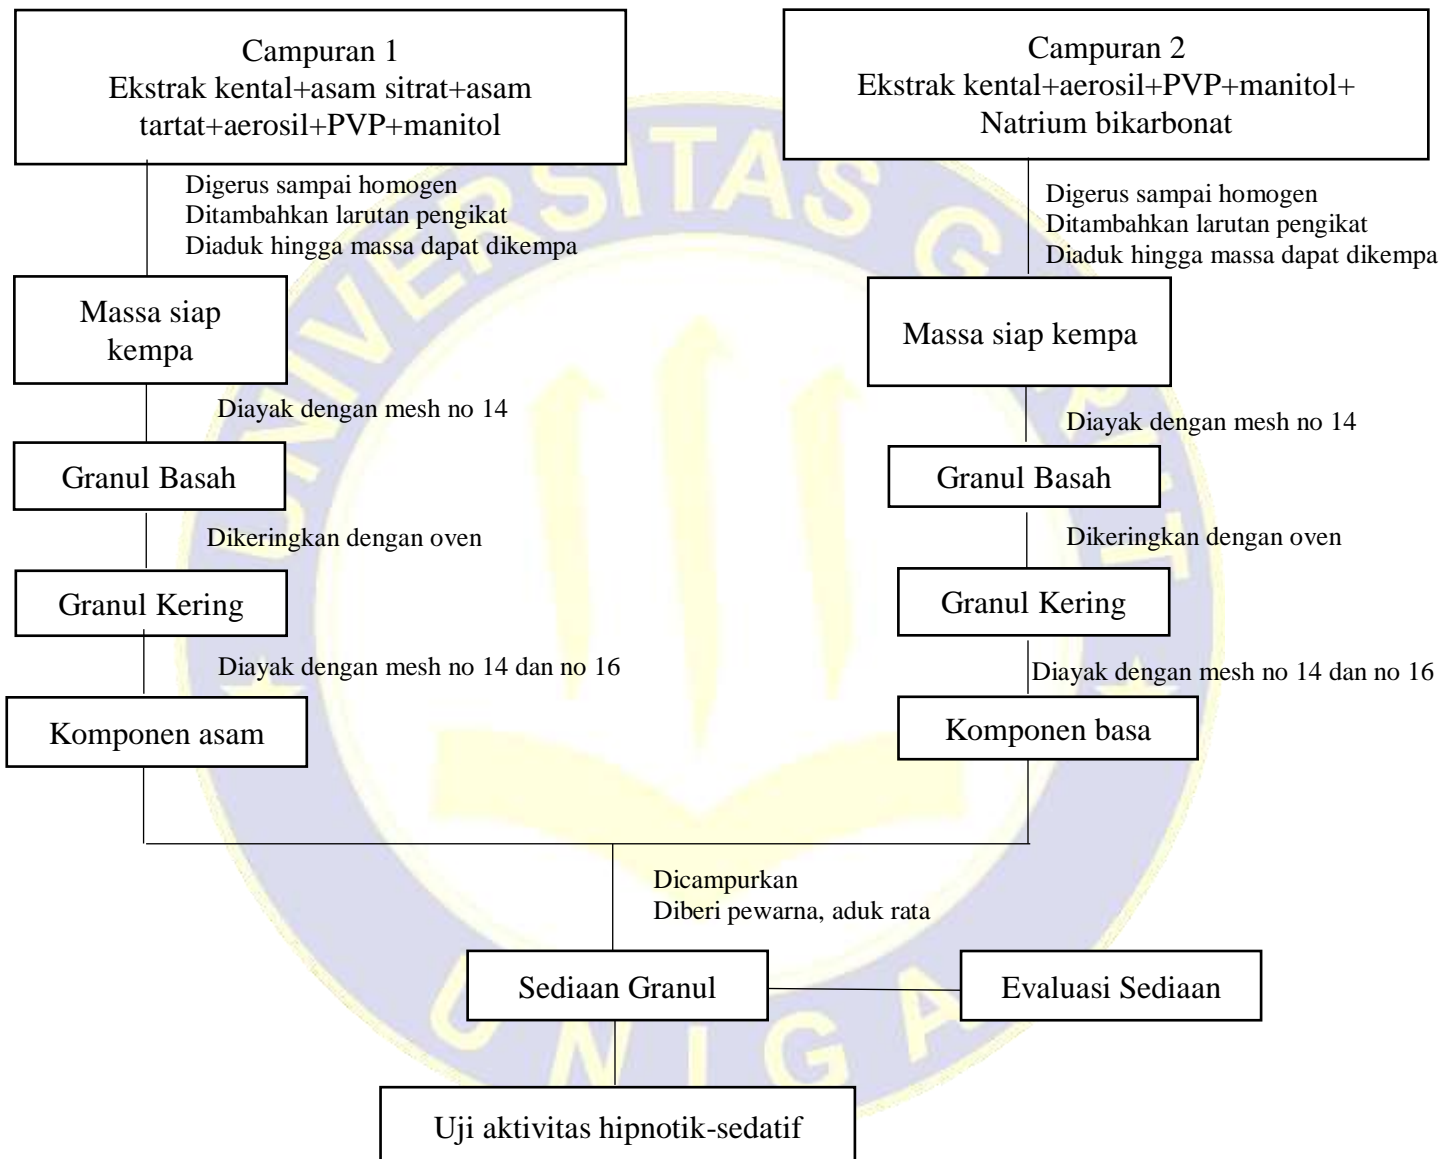 Campuran 1
Ekstrak kental+asam sitrat+asam
tartat+aerosil+PVP+manitol
Campuran 2
Ekstrak kental+aerosil+PVP+manitol+
Natrium bikarbonat
Digerus sampai homogen
Ditambahkan larutan pengikat
Diaduk hingga massa dapat dikempa
Digerus sampai homogen
Ditambahkan larutan pengikat
Diaduk hingga massa dapat dikempa
Massa siap
kempa
Massa siap kempa
Diayak dengan mesh no 14
Diayak dengan mesh no 14
Granul Basah
Granul Basah
Dikeringkan dengan oven
Dikeringkan dengan oven
Granul Kering
Granul Kering
Diayak dengan mesh no 14 dan no 16
Diayak dengan mesh no 14 dan no 16
Komponen asam
Komponen basa
Dicampurkan
Diberi pewarna, aduk rata
Sediaan Granul
Evaluasi Sediaan
Uji aktivitas hipnotik-sedatif
UNIVERSITAS GARUT
UNIGA